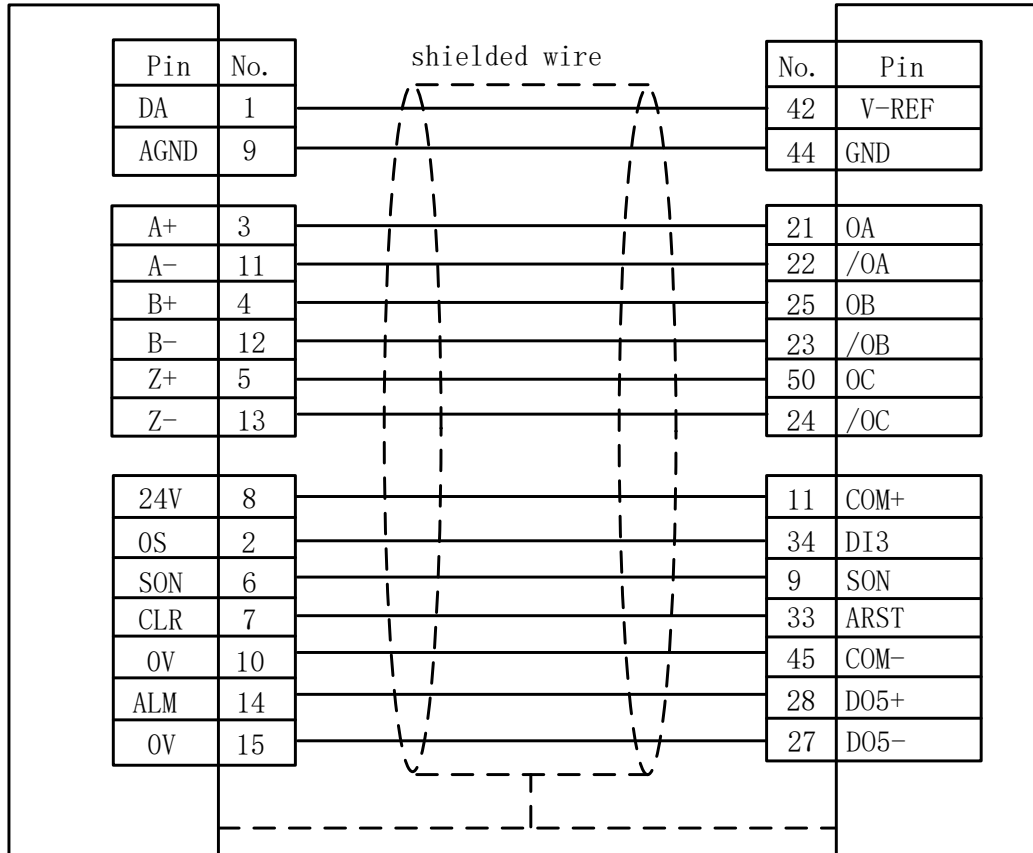 shielded wire
Pin No.
DA 1
AGND 9
A+ 3
A- 11
B+ 4
B- 12
Z+ 5
Z- 13
24V 8
OS 2
SON 6
CLR 7
0V 10
ALM 14
0V 15
No. Pin
42 V-REF
44 GND
21 OA
22 /OA
25 OB
23 /OB
50 OC
24 /OC
11 COM+
34 DI3
9 SON
33 ARST
45 COM-
28 DO5+
27 DO5-